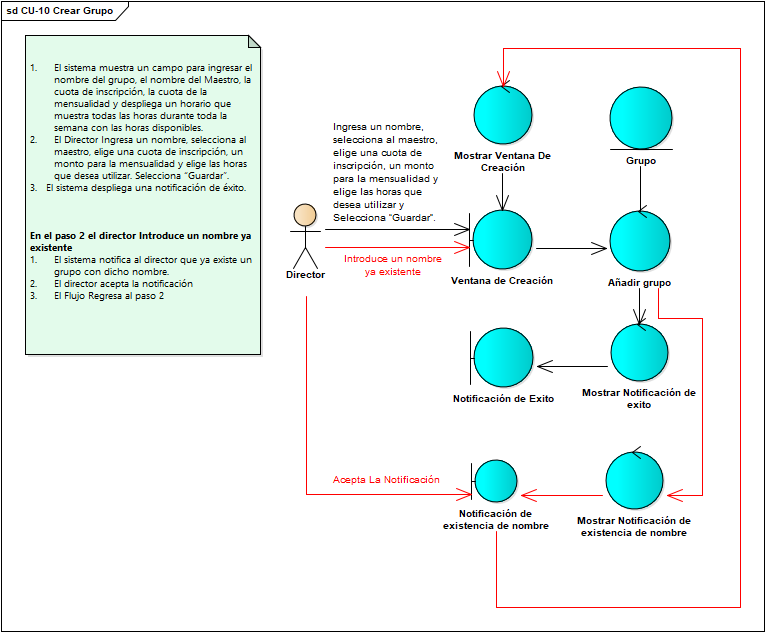 sd CU-10 Crear Grupo
1. El sistema muestra un campo para ingresar el
nombre del grupo, el nombre del Maestro, la
cuota de inscripción, la cuota de la
mensualidad y despliega un horario que
muestra todas las horas durante toda la
semana con las horas disponibles.
2. El Director Ingresa un nombre, selecciona al
maestro, elige una cuota de inscripción, un
monto para la mensualidad y elige las horas
que desea utilizar. Selecciona "Guardar".
3. El sistema despliega una notificación de éxito.
En el paso 2 el director Introduce un nombre ya
existente
1. El sistema notifica al director que ya existe un
grupo con dicho nombre.
2. El director acepta la notificación
3. El Flujo Regresa al paso 2
Ingresa un nombre,
selecciona al maestro,
elige una cuota de
inscripción, un monto
para la mensualidad y
elige las horas que
desea utilizar y
Selecciona "Guardar".
Mostrar Ventana De
Creación
Grupo
Director
Introduce un nombre
ya existente
Ventana de Creación
Añadir grupo
Notificación de Exito
Mostrar Notificación de
exito
Acepta La Notificación
Notificación de
existencia de nombre
Mostrar Notificación de
existencia de nombre